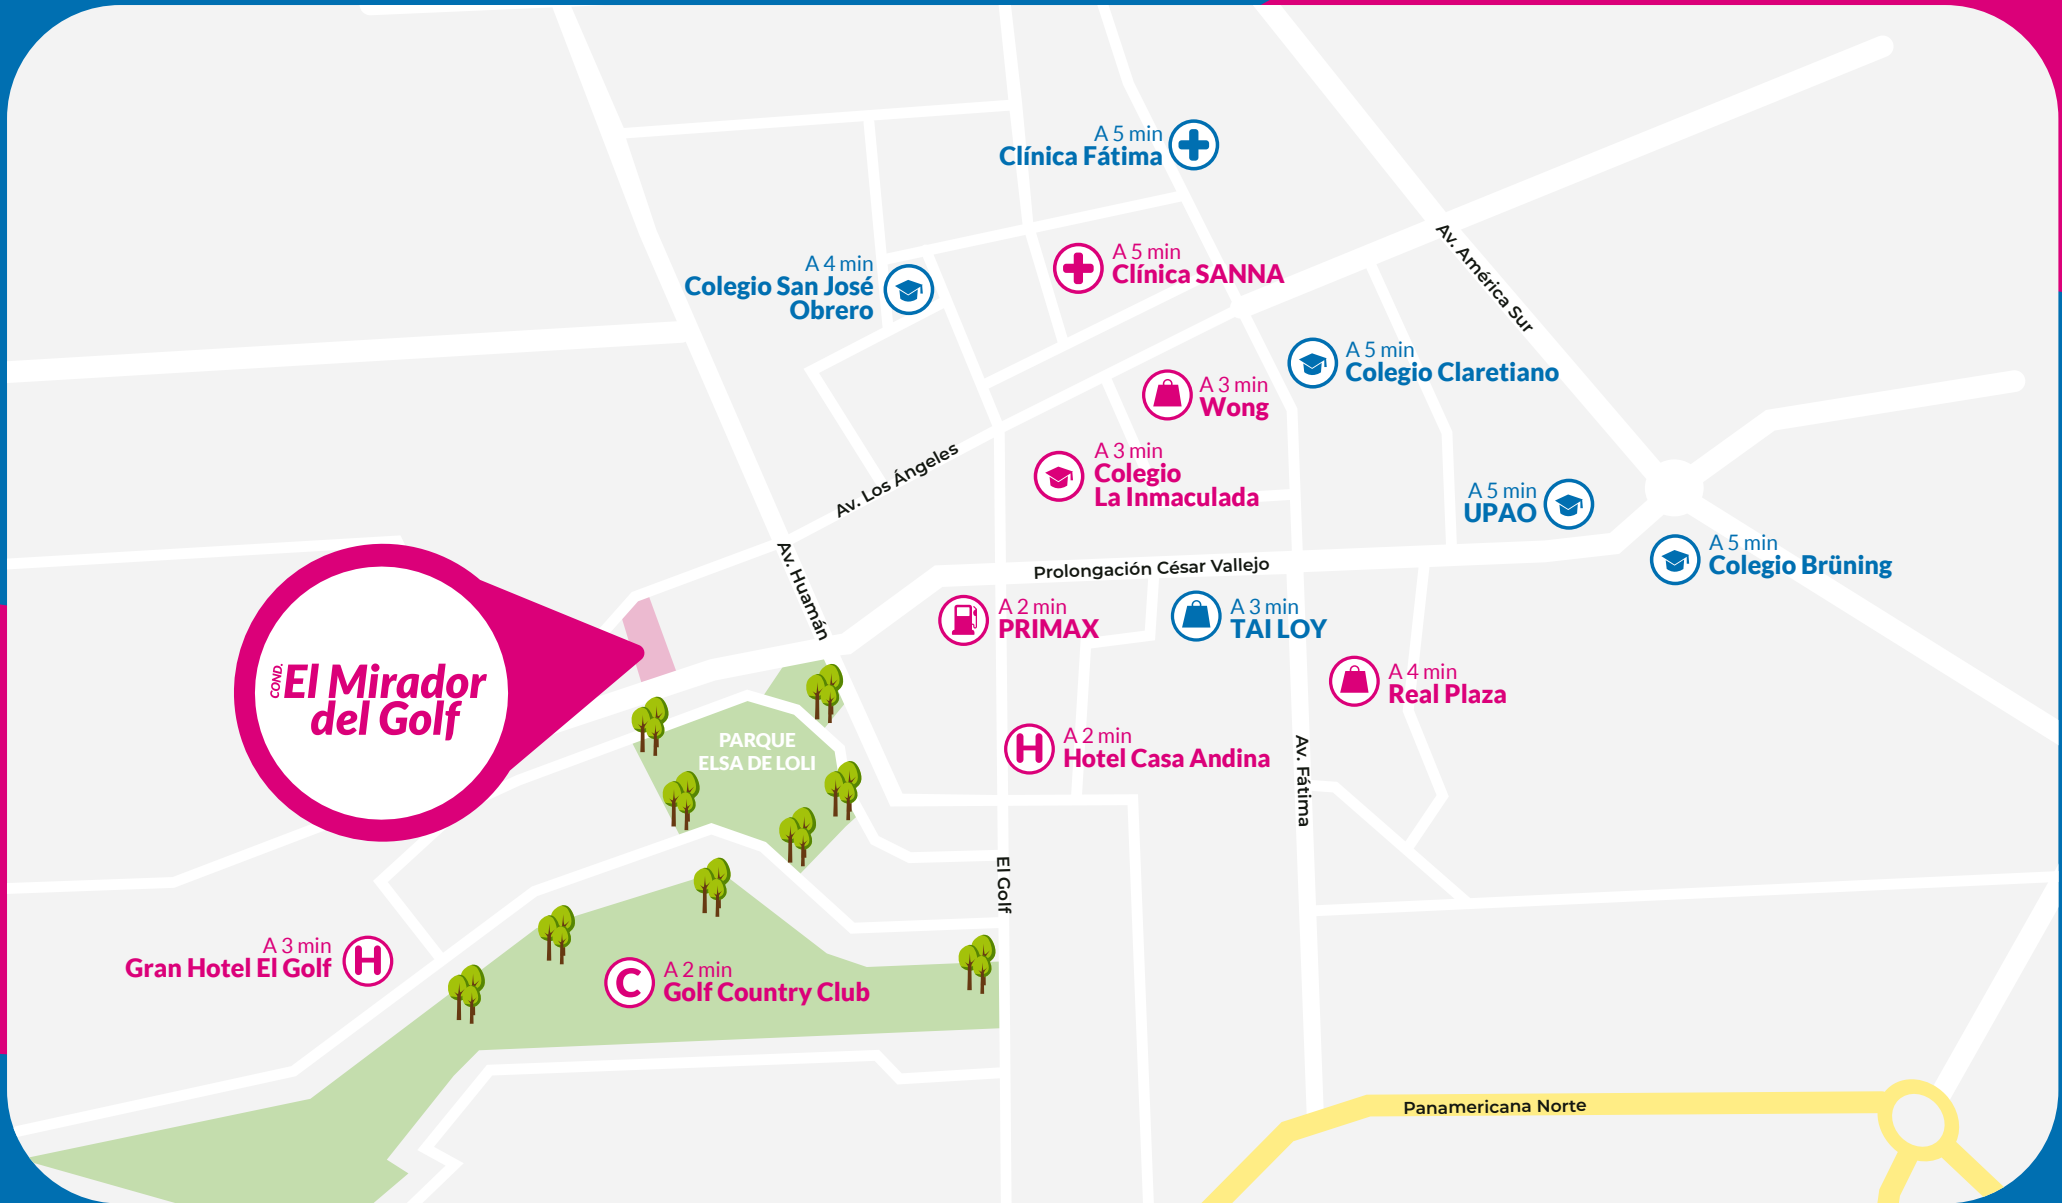 A 5 min
Clínica Fátima
A 5 min
Clínica SANNA
A 4 min
Colegio San José
Obrero
Av. América Sur
A 5 min
Colegio Claretiano
A 3 min
Wong
Av. Los Ángeles
A 3 min
Colegio
La Inmaculada
A 5 min
UPAO
A 5 min
Colegio Brüning
Av. Huamán
Prolongación César Vallejo
A 2 min
PRIMAX
A 3 min
TAI LOY
COND.
El Mirador
del Golf
A 4 min
Real Plaza
PARQUE
ELSA DE LOLI
H
A 2 min
Hotel Casa Andina
Av. Fátima
El Golf
A 3 min
Gran Hotel El Golf
H
C
A 2 min
Golf Country Club
Panamericana Norte